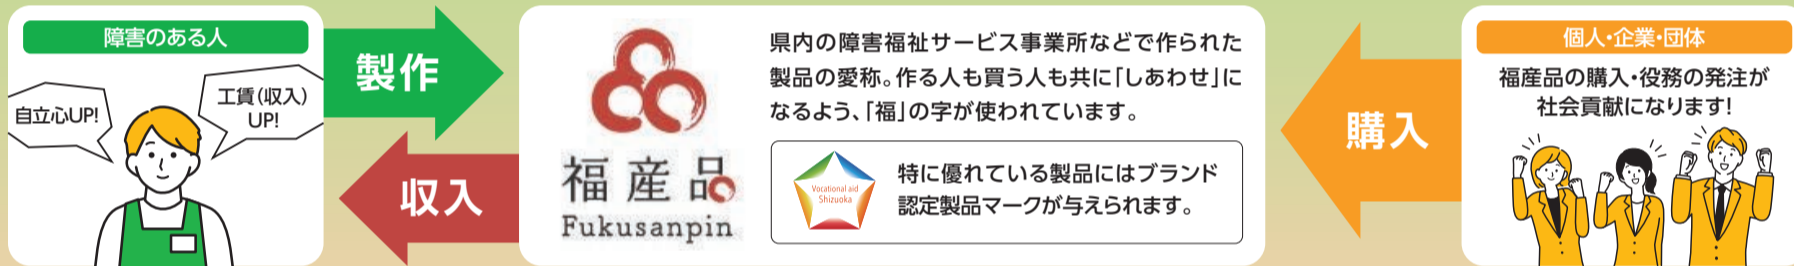 障害のある人
自立心UP!
工賃(収入)
UP!
製作
収入
福産品
Fukusanpin
県内の障害福祉サービス事業所などで作られた
製品の愛称。作る人も買う人も共に「しあわせ」に
なるよう、「福」の字が使われています。
Vocational aid
Shizuoka
特に優れている製品にはブランド
認定製品マークが与えられます。
購入
個人・企業・団体
福産品の購入・役務の発注が
社会貢献になります!